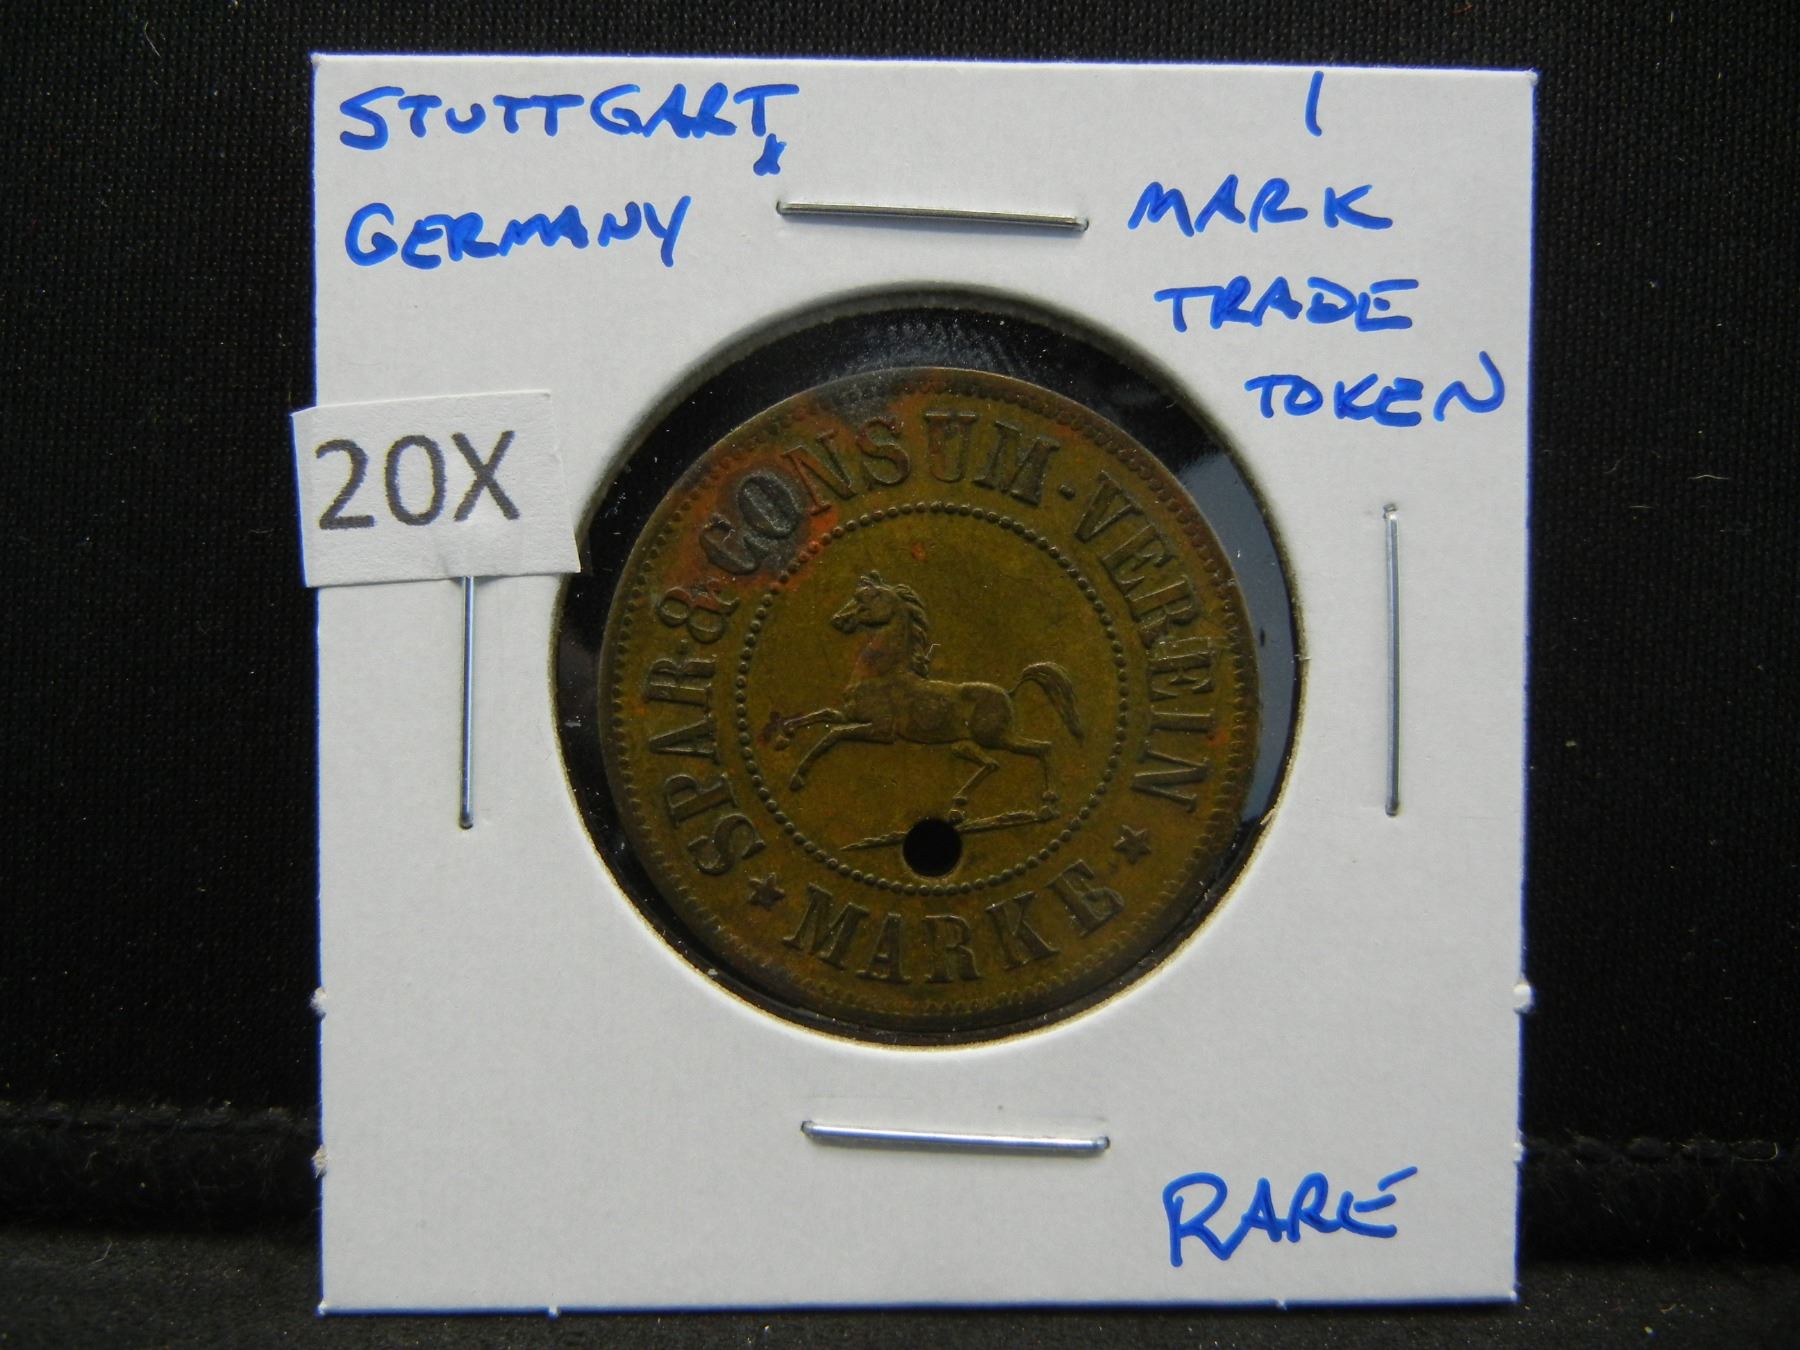 STUTTGART,
GERMANY
1
MARK
TRADE
TOKEN
20X
SPAR- & CONSUM-VEREIN
★ MARKE ★
RARE